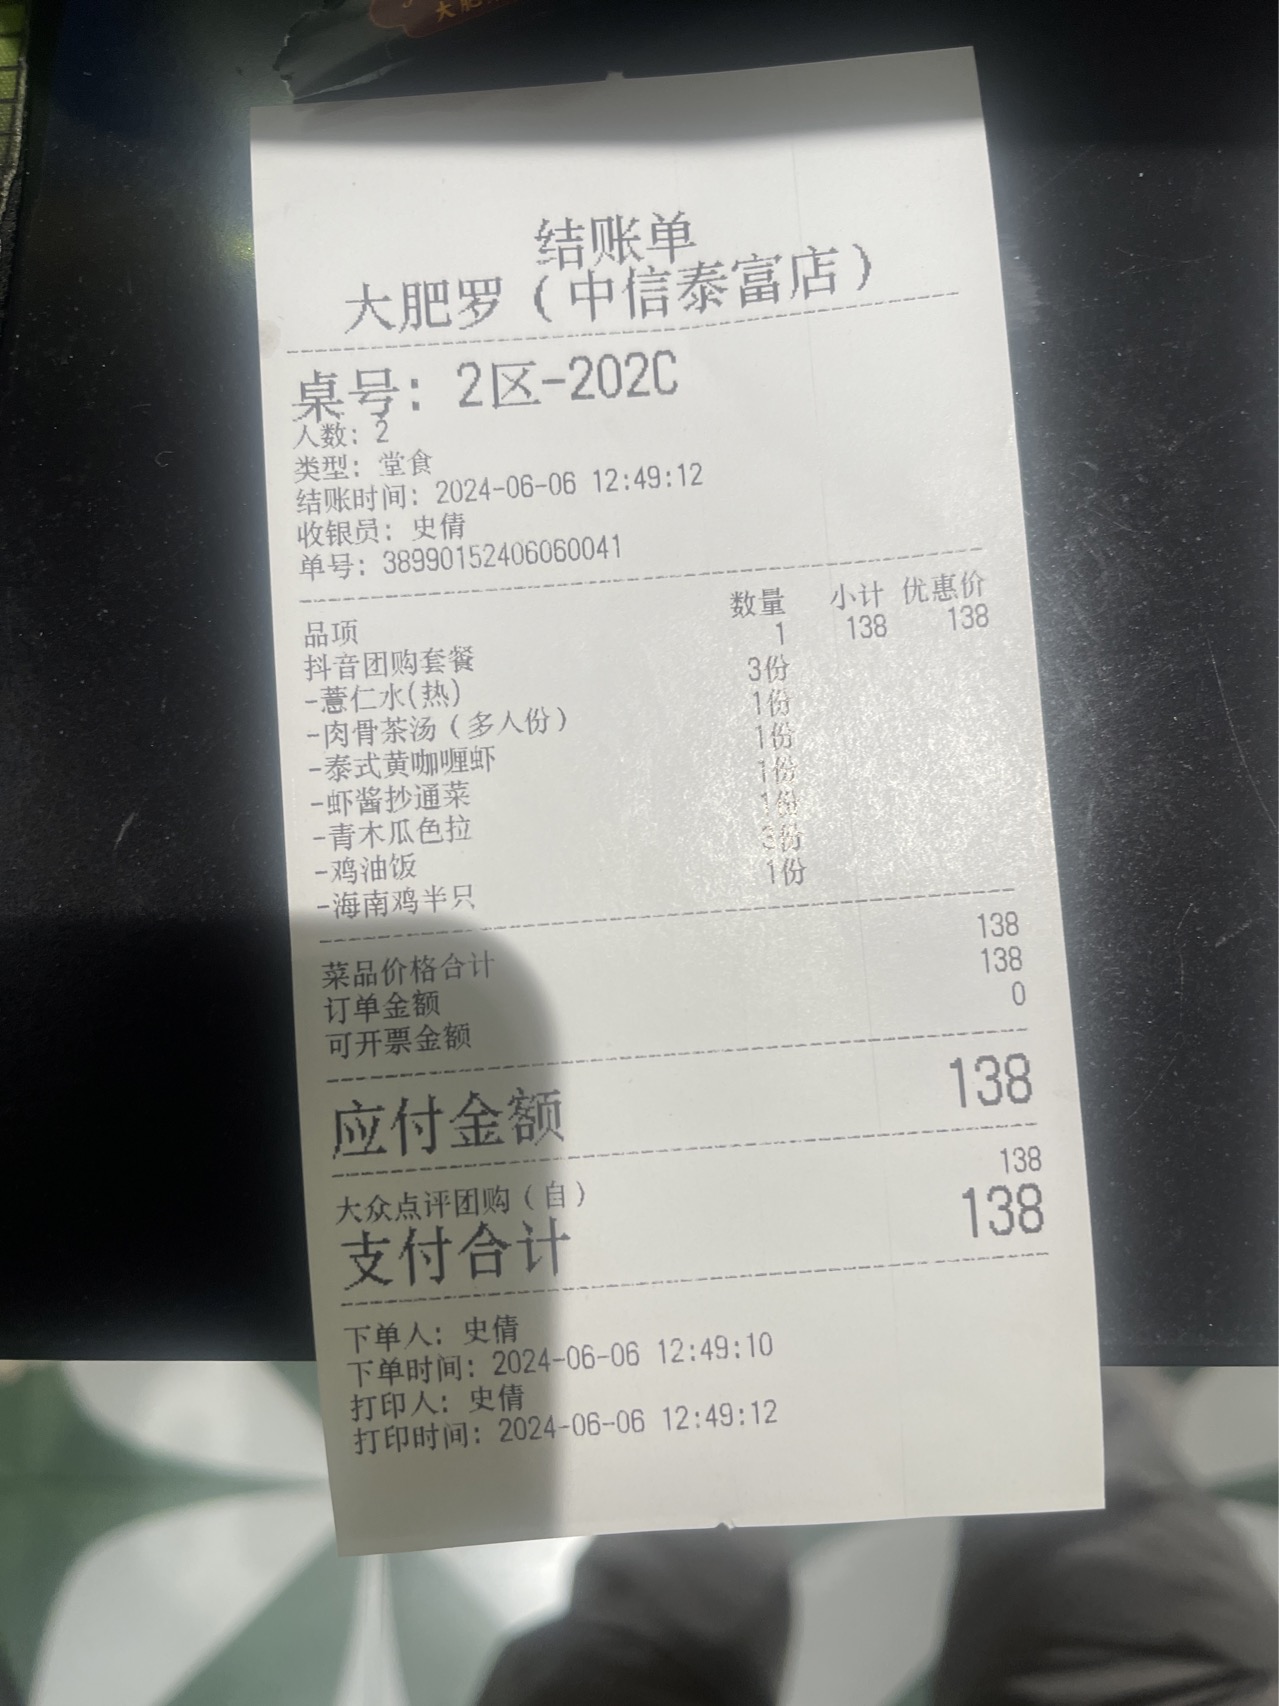 大肥
结账单
大肥罗（中信泰富店）
桌号：2区-202C
人数：2
类型：堂食
结账时间：2024-06-06 12:49:12
收银员：史倩
单号：38990152406060041
品项 数量 小计 优惠价
抖音团购套餐 1 138 138
-薏仁水(热) 3份
-肉骨茶汤（多人份） 1份
-泰式黄咖喱虾 1份
-虾酱抄通菜 1份
-青木瓜色拉 1份
-鸡油饭 3份
-海南鸡半只 1份
菜品价格合计 138
订单金额 138
可开票金额 0
应付金额 138
大众点评团购（自） 138
支付合计 138
下单人：史倩
下单时间：2024-06-06 12:49:10
打印人：史倩
打印时间：2024-06-06 12:49:12